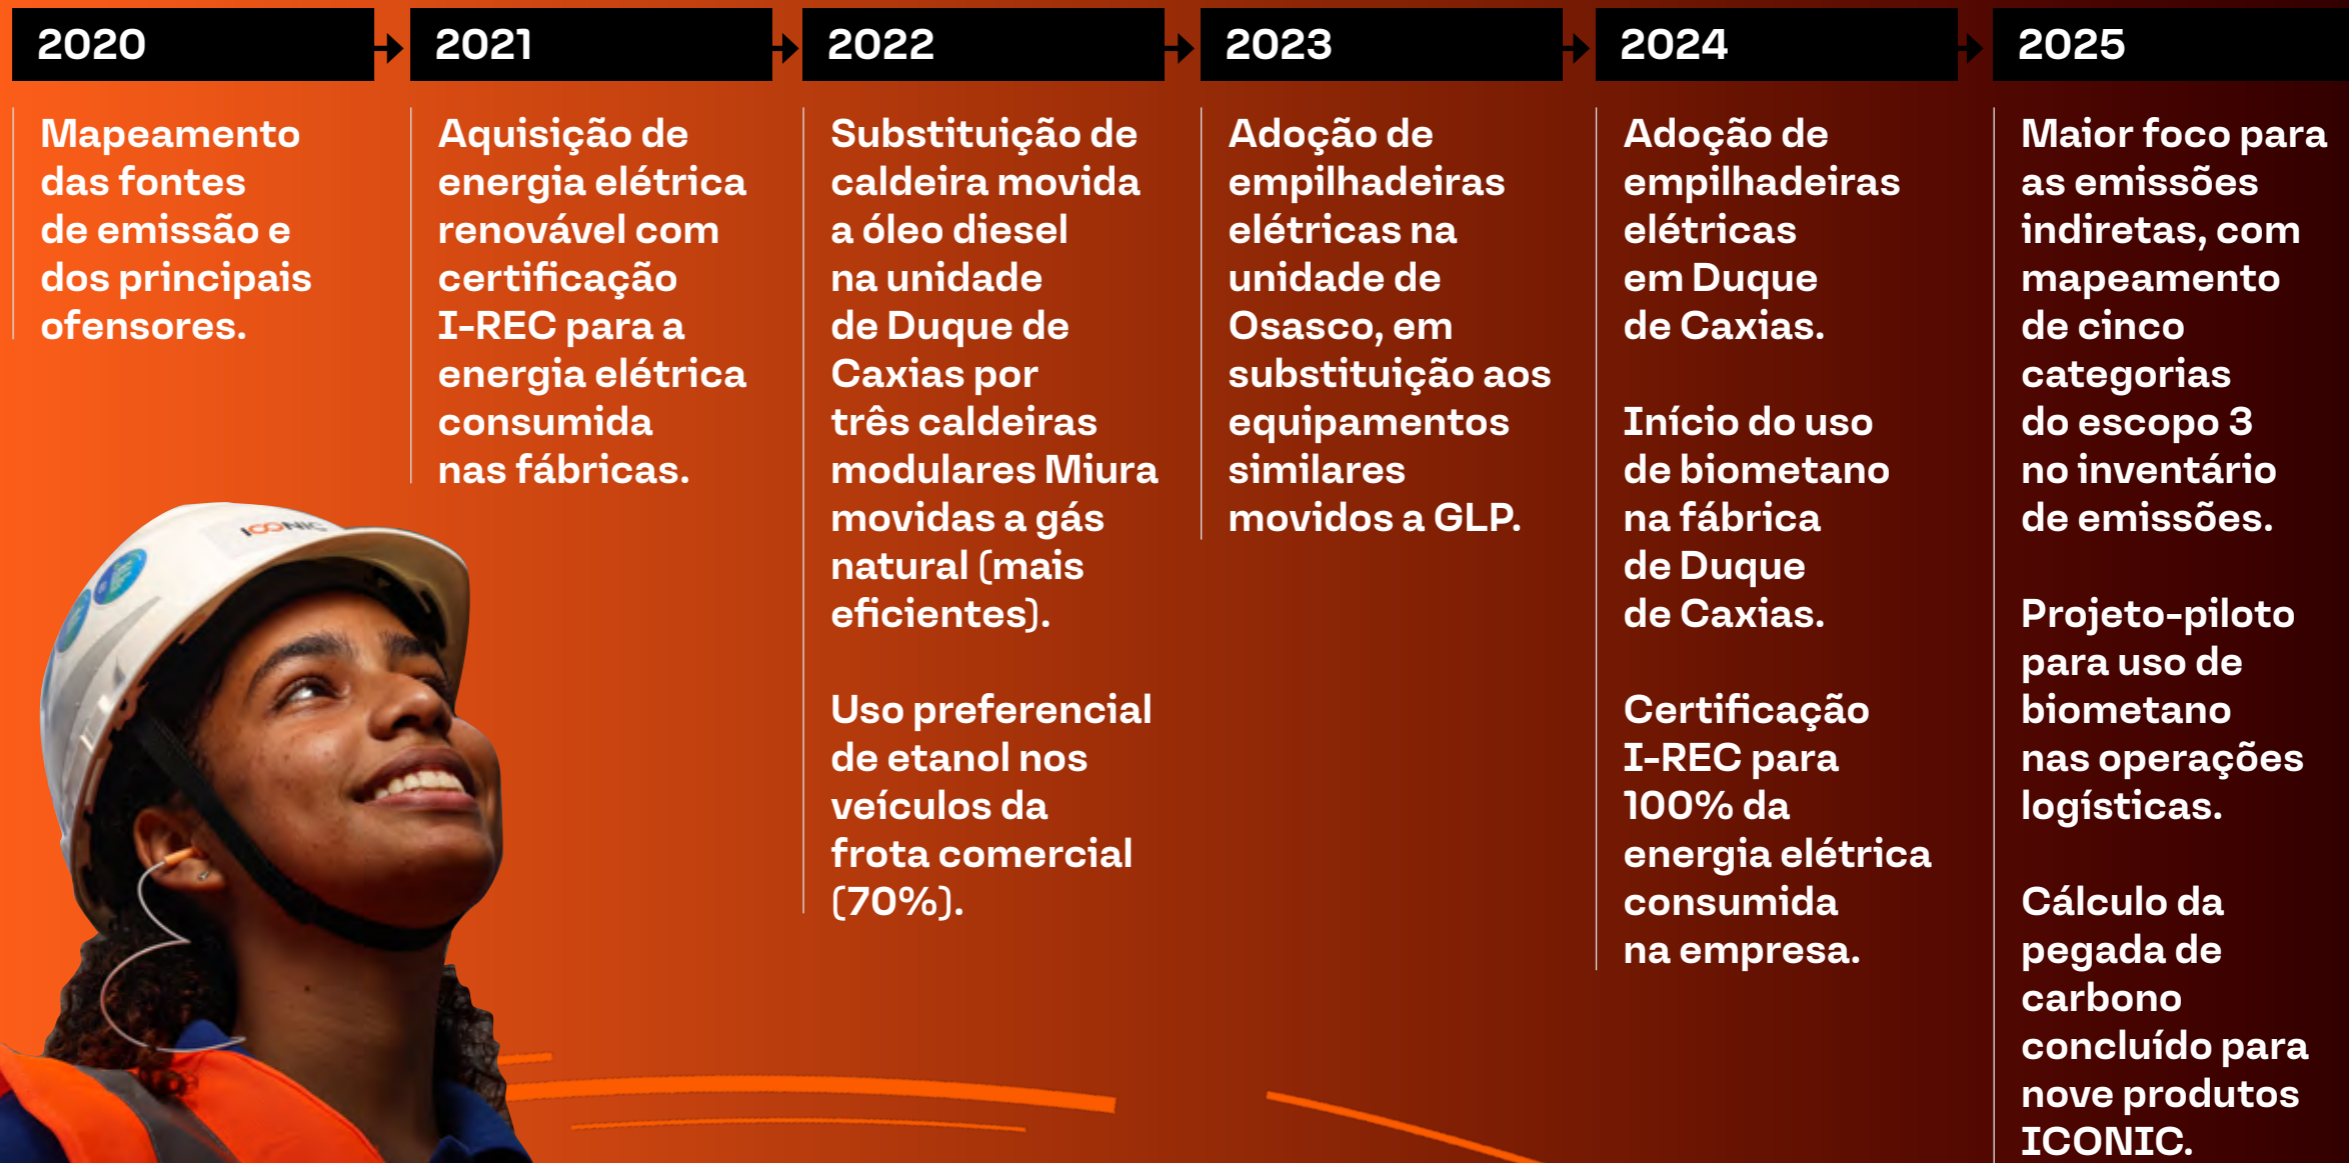 2020
Mapeamento
das fontes
de emissão e
dos principais
ofensores.
2021
Aquisição de
energia elétrica
renovável com
certificação
I-REC para a
energia elétrica
consumida
nas fábricas.
2022
Substituição de
caldeira movida
a óleo diesel
na unidade
de Duque de
Caxias por
três caldeiras
modulares Miura
movidas a gás
natural (mais
eficientes).
Uso preferencial
de etanol nos
veículos da
frota comercial
(70%).
2023
Adoção de
empilhadeiras
elétricas na
unidade de
Osasco, em
substituição aos
equipamentos
similares
movidos a GLP.
2024
Adoção de
empilhadeiras
elétricas
em Duque
de Caxias.
Início do uso
de biometano
na fábrica
de Duque
de Caxias.
Certificação
I-REC para
100% da
energia elétrica
consumida
na empresa.
2025
Maior foco para
as emissões
indiretas, com
mapeamento
de cinco
categorias
do escopo 3
no inventário
de emissões.
Projeto-piloto
para uso de
biometano
nas operações
logísticas.
Cálculo da
pegada de
carbono
concluído para
nove produtos
ICONIC.
ICONIC